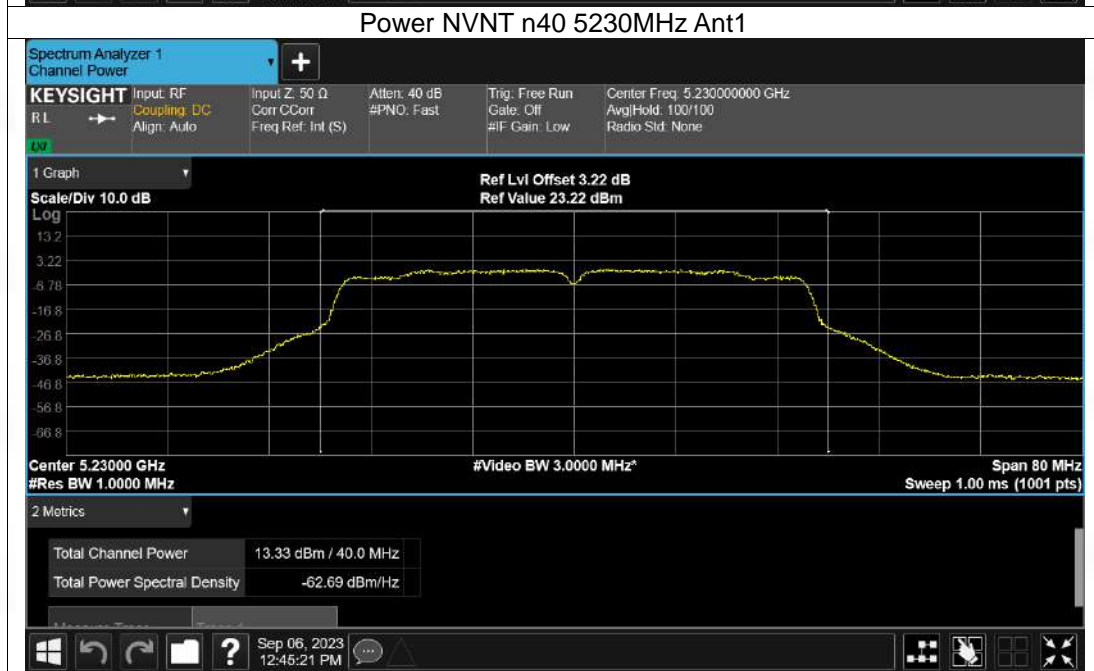 Power NVNT n40 5230MHz Ant1
Spectrum Analyzer 1
Channel Power
KEYSIGHT
R L
Input: RF
Coupling: DC
Align: Auto
Input Z: 50 Ω
Corr CCorr
Freq Ref: Int (S)
Atten: 40 dB
#PNO: Fast
Trig: Free Run
Gate: Off
#IF Gain: Low
Center Freq: 5.230000000 GHz
Avg|Hold: 100/100
Radio Std: None
LXI
1 Graph
Ref Lvl Offset 3.22 dB
Scale/Div 10.0 dB
Ref Value 23.22 dBm
Log
13.2
3.22
-6.78
-16.8
-26.8
-36.8
-46.8
-56.8
-66.8
Center 5.23000 GHz
#Video BW 3.0000 MHz*
Span 80 MHz
#Res BW 1.0000 MHz
Sweep 1.00 ms (1001 pts)
2 Metrics
Total Channel Power 13.33 dBm / 40.0 MHz
Total Power Spectral Density -62.69 dBm/Hz
?
Sep 06, 2023
12:45:21 PM